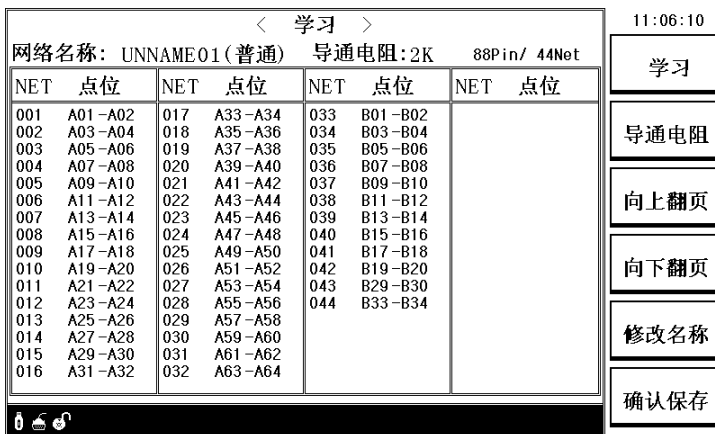 < 学习 >
网络名称: UNNAME01(普通) 导通电阻:2K 88Pin/ 44Net
NET 点位 NET 点位 NET 点位 NET 点位
001 A01-A02 017 A33-A34 033 B01-B02
002 A03-A04 018 A35-A36 034 B03-B04
003 A05-A06 019 A37-A38 035 B05-B06
004 A07-A08 020 A39-A40 036 B07-B08
005 A09-A10 021 A41-A42 037 B09-B10
006 A11-A12 022 A43-A44 038 B11-B12
007 A13-A14 023 A45-A46 039 B13-B14
008 A15-A16 024 A47-A48 040 B15-B16
009 A17-A18 025 A49-A50 041 B17-B18
010 A19-A20 026 A51-A52 042 B19-B20
011 A21-A22 027 A53-A54 043 B29-B30
012 A23-A24 028 A55-A56 044 B33-B34
013 A25-A26 029 A57-A58
014 A27-A28 030 A59-A60
015 A29-A30 031 A61-A62
016 A31-A32 032 A63-A64
11:06:10
学习
导通电阻
向上翻页
向下翻页
修改名称
确认保存